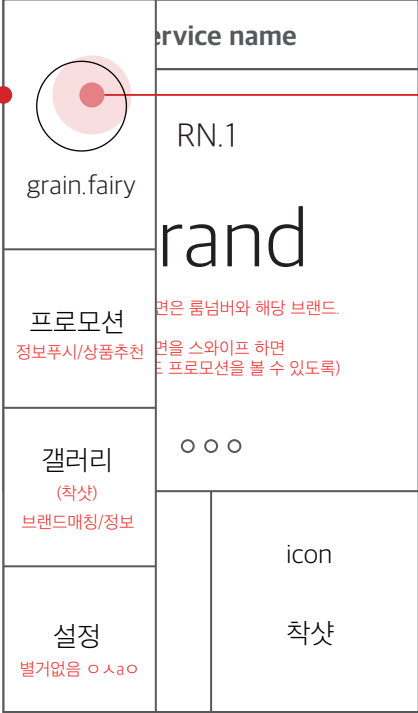 ervice name
RN.1
grain.fairy
rand
프로모션
정보푸시/상품추천
면은 룸넘버와 해당 브랜드.
면을 스와이프 하면
드 프로모션을 볼 수 있도록)
갤러리
(착샷)
브랜드매칭/정보
icon
착샷
설정
별거없음 ㅇㅅaㅇ